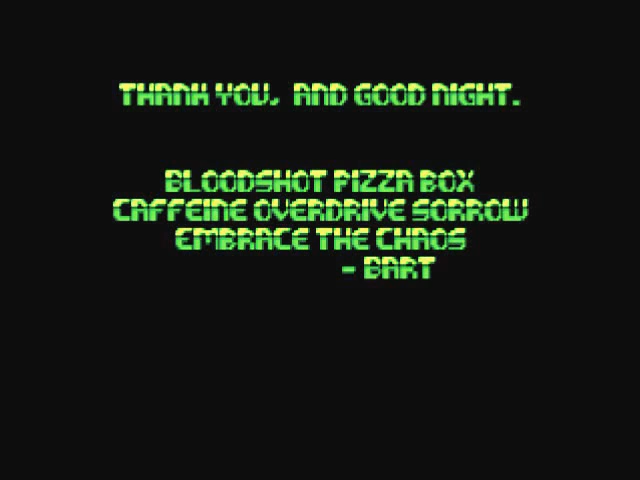 THANK YOU, AND GOOD NIGHT.
BLOODSHOT PIZZA BOX
CAFFEINE OVERDRIVE SORROW
EMBRACE THE CHAOS
- BART